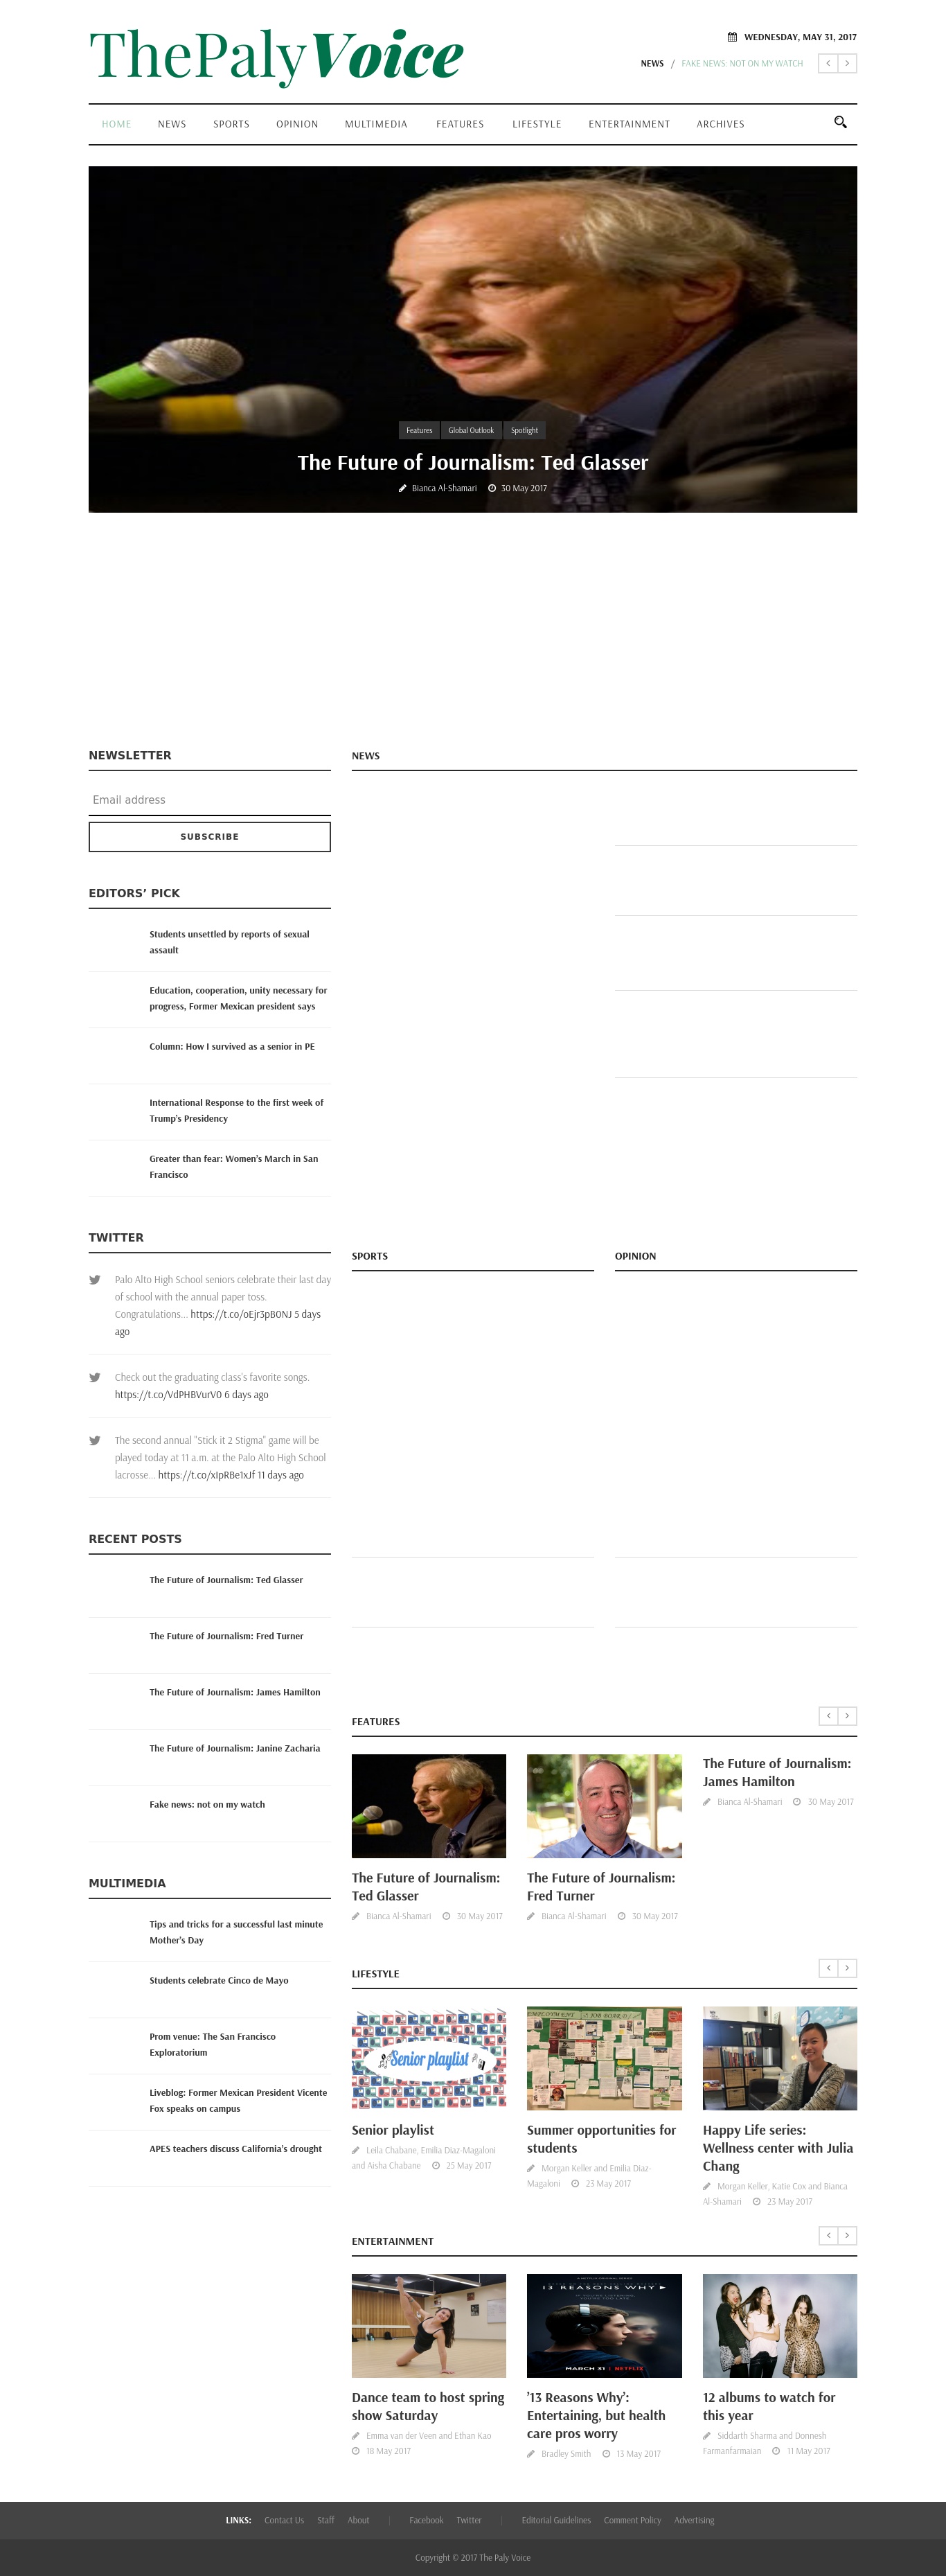 ThePalyVoice
WEDNESDAY, MAY 31, 2017
NEWS / FAKE NEWS: NOT ON MY WATCH
HOME NEWS SPORTS OPINION MULTIMEDIA FEATURES LIFESTYLE ENTERTAINMENT ARCHIVES
Features Global Outlook Spotlight
The Future of Journalism: Ted Glasser
Bianca Al-Shamari 30 May 2017
NEWSLETTER
Email address
SUBSCRIBE
EDITORS’ PICK
Students unsettled by reports of sexual
assault
Education, cooperation, unity necessary for
progress, Former Mexican president says
Column: How I survived as a senior in PE
International Response to the first week of
Trump’s Presidency
Greater than fear: Women’s March in San
Francisco
TWITTER
Palo Alto High School seniors celebrate their last day
of school with the annual paper toss.
Congratulations... https://t.co/oEjr3pB0NJ 5 days
ago
Check out the graduating class's favorite songs.
https://t.co/VdPHBVurV0 6 days ago
The second annual "Stick it 2 Stigma" game will be
played today at 11 a.m. at the Palo Alto High School
lacrosse... https://t.co/xIpRBe1xJf 11 days ago
RECENT POSTS
The Future of Journalism: Ted Glasser
The Future of Journalism: Fred Turner
The Future of Journalism: James Hamilton
The Future of Journalism: Janine Zacharia
Fake news: not on my watch
MULTIMEDIA
Tips and tricks for a successful last minute
Mother’s Day
Students celebrate Cinco de Mayo
Prom venue: The San Francisco
Exploratorium
Liveblog: Former Mexican President Vicente
Fox speaks on campus
APES teachers discuss California’s drought
NEWS
SPORTS
OPINION
FEATURES
The Future of Journalism:
Ted Glasser
Bianca Al-Shamari 30 May 2017
The Future of Journalism:
Fred Turner
Bianca Al-Shamari 30 May 2017
The Future of Journalism:
James Hamilton
Bianca Al-Shamari 30 May 2017
LIFESTYLE
Senior playlist
Senior playlist
Leila Chabane, Emilia Diaz-Magaloni
and Aisha Chabane 25 May 2017
EMPLOYMENT JOB BOARD
Summer opportunities for
students
Morgan Keller and Emilia Diaz-
Magaloni 23 May 2017
Happy Life series:
Wellness center with Julia
Chang
Morgan Keller, Katie Cox and Bianca
Al-Shamari 23 May 2017
ENTERTAINMENT
Dance team to host spring
show Saturday
Emma van der Veen and Ethan Kao
18 May 2017
A NETFLIX ORIGINAL SERIES
13 REASONS WHY
MARCH 31 | NETFLIX
’13 Reasons Why’:
Entertaining, but health
care pros worry
Bradley Smith 13 May 2017
12 albums to watch for
this year
Siddarth Sharma and Donnesh
Farmanfarmaian 11 May 2017
LINKS: Contact Us Staff About | Facebook Twitter | Editorial Guidelines Comment Policy Advertising
Copyright © 2017 The Paly Voice